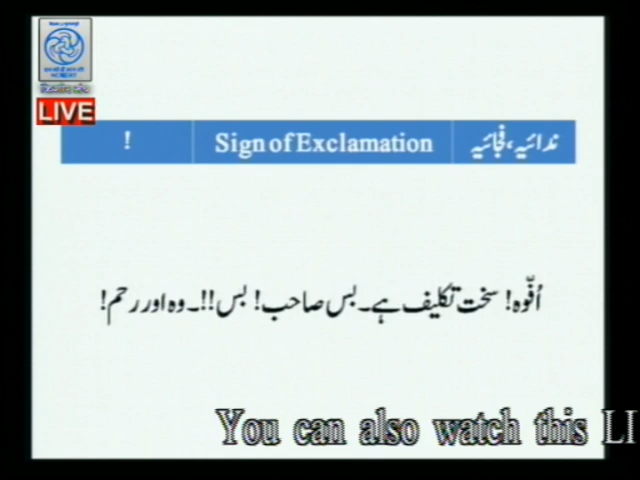 NCERT
LIVE
! Sign of Exclamation ندائیہ، فجائیہ
اُفّوہ! سخت تکلیف ہے۔ بس صاحب! بس!!۔ وہ اور رحم!
You can also watch this LI